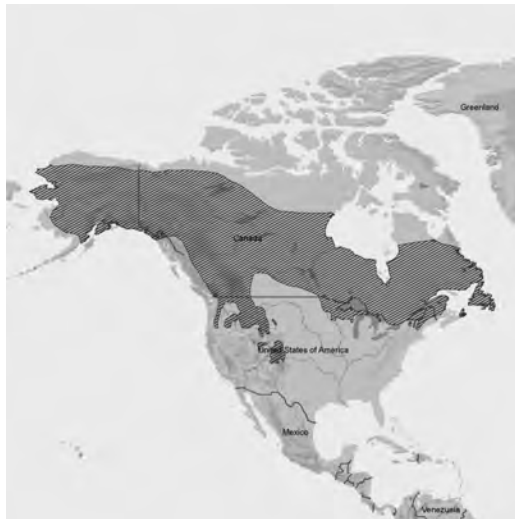 Greenland
Canada
United States of America
Mexico
Venezuela